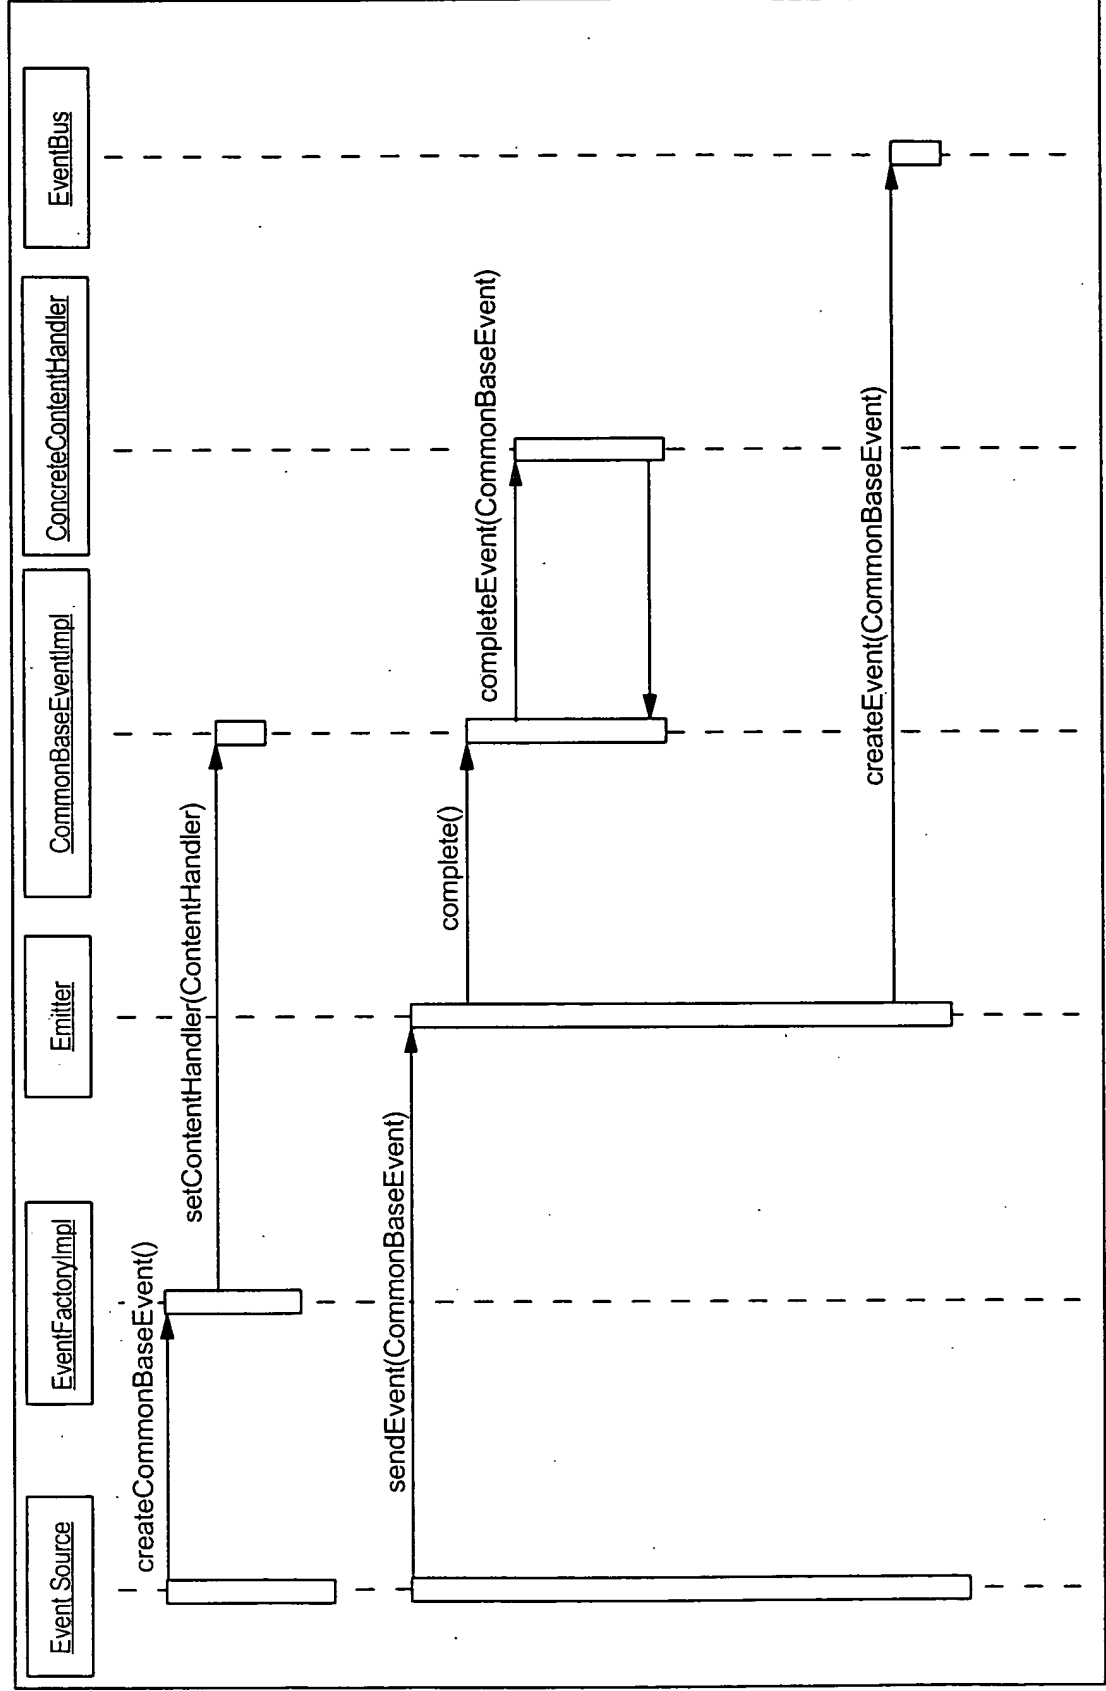 Event Source
EventFactoryImpl
Emitter
CommonBaseEventImpl
ConcreteContentHandler
EventBus
createCommonBaseEvent()
setContentHandler(ContentHandler)
sendEvent(CommonBaseEvent)
complete()
completeEvent(CommonBaseEvent)
createEvent(CommonBaseEvent)